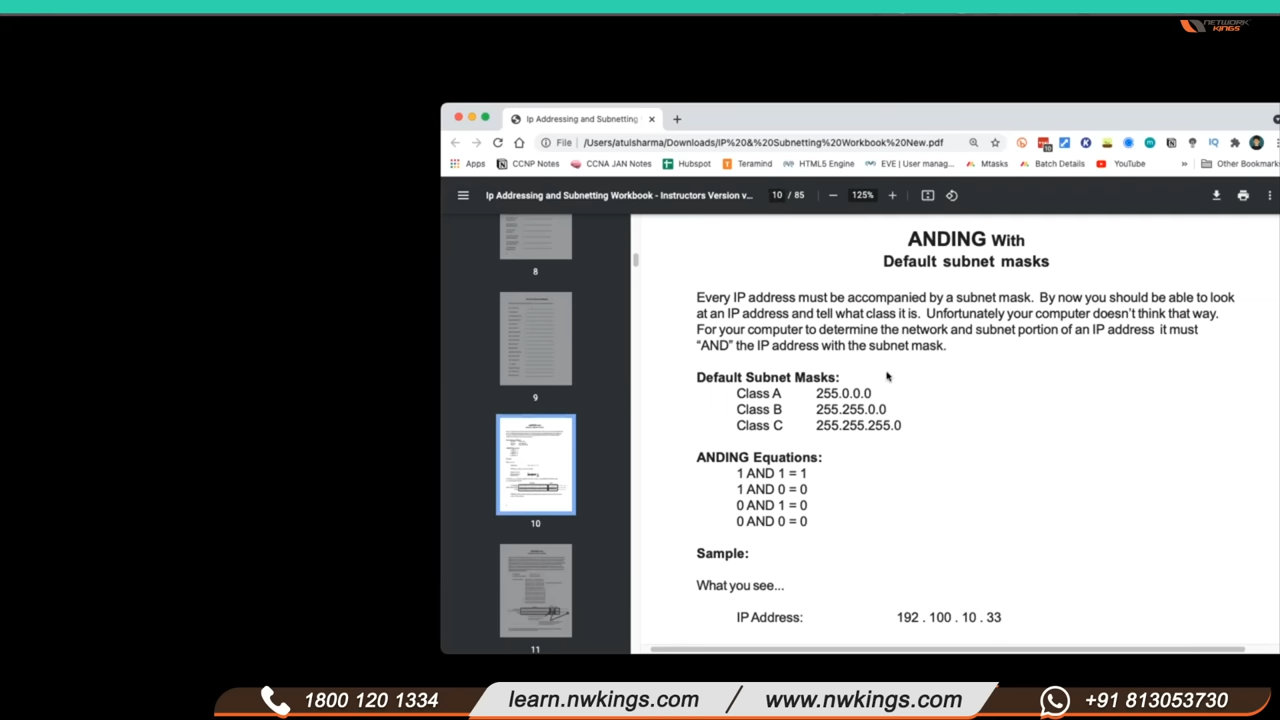 NETWORK
KINGS
Ip Addressing and Subnetting
File
/Users/atulsharma/Downloads/IP%20&%20Subnetting%20Workbook%20New.pdf
Apps
CCNP Notes
CCNA JAN Notes
Hubspot
Teramind
HTML5 Engine
EVE | User manag...
Mtasks
Batch Details
YouTube
»
Other Bookmarks
Ip Addressing and Subnetting Workbook - Instructors Version v...
10 / 85
125%
8
9
10
11
ANDING With
Default subnet masks
Every IP address must be accompanied by a subnet mask. By now you should be able to look
at an IP address and tell what class it is. Unfortunately your computer doesn't think that way.
For your computer to determine the network and subnet portion of an IP address it must
"AND" the IP address with the subnet mask.
Default Subnet Masks:
Class A 255.0.0.0
Class B 255.255.0.0
Class C 255.255.255.0
ANDING Equations:
1 AND 1 = 1
1 AND 0 = 0
0 AND 1 = 0
0 AND 0 = 0
Sample:
What you see...
IP Address: 192 . 100 . 10 . 33
1800 120 1334
learn.nwkings.com / www.nwkings.com
+91 813053730